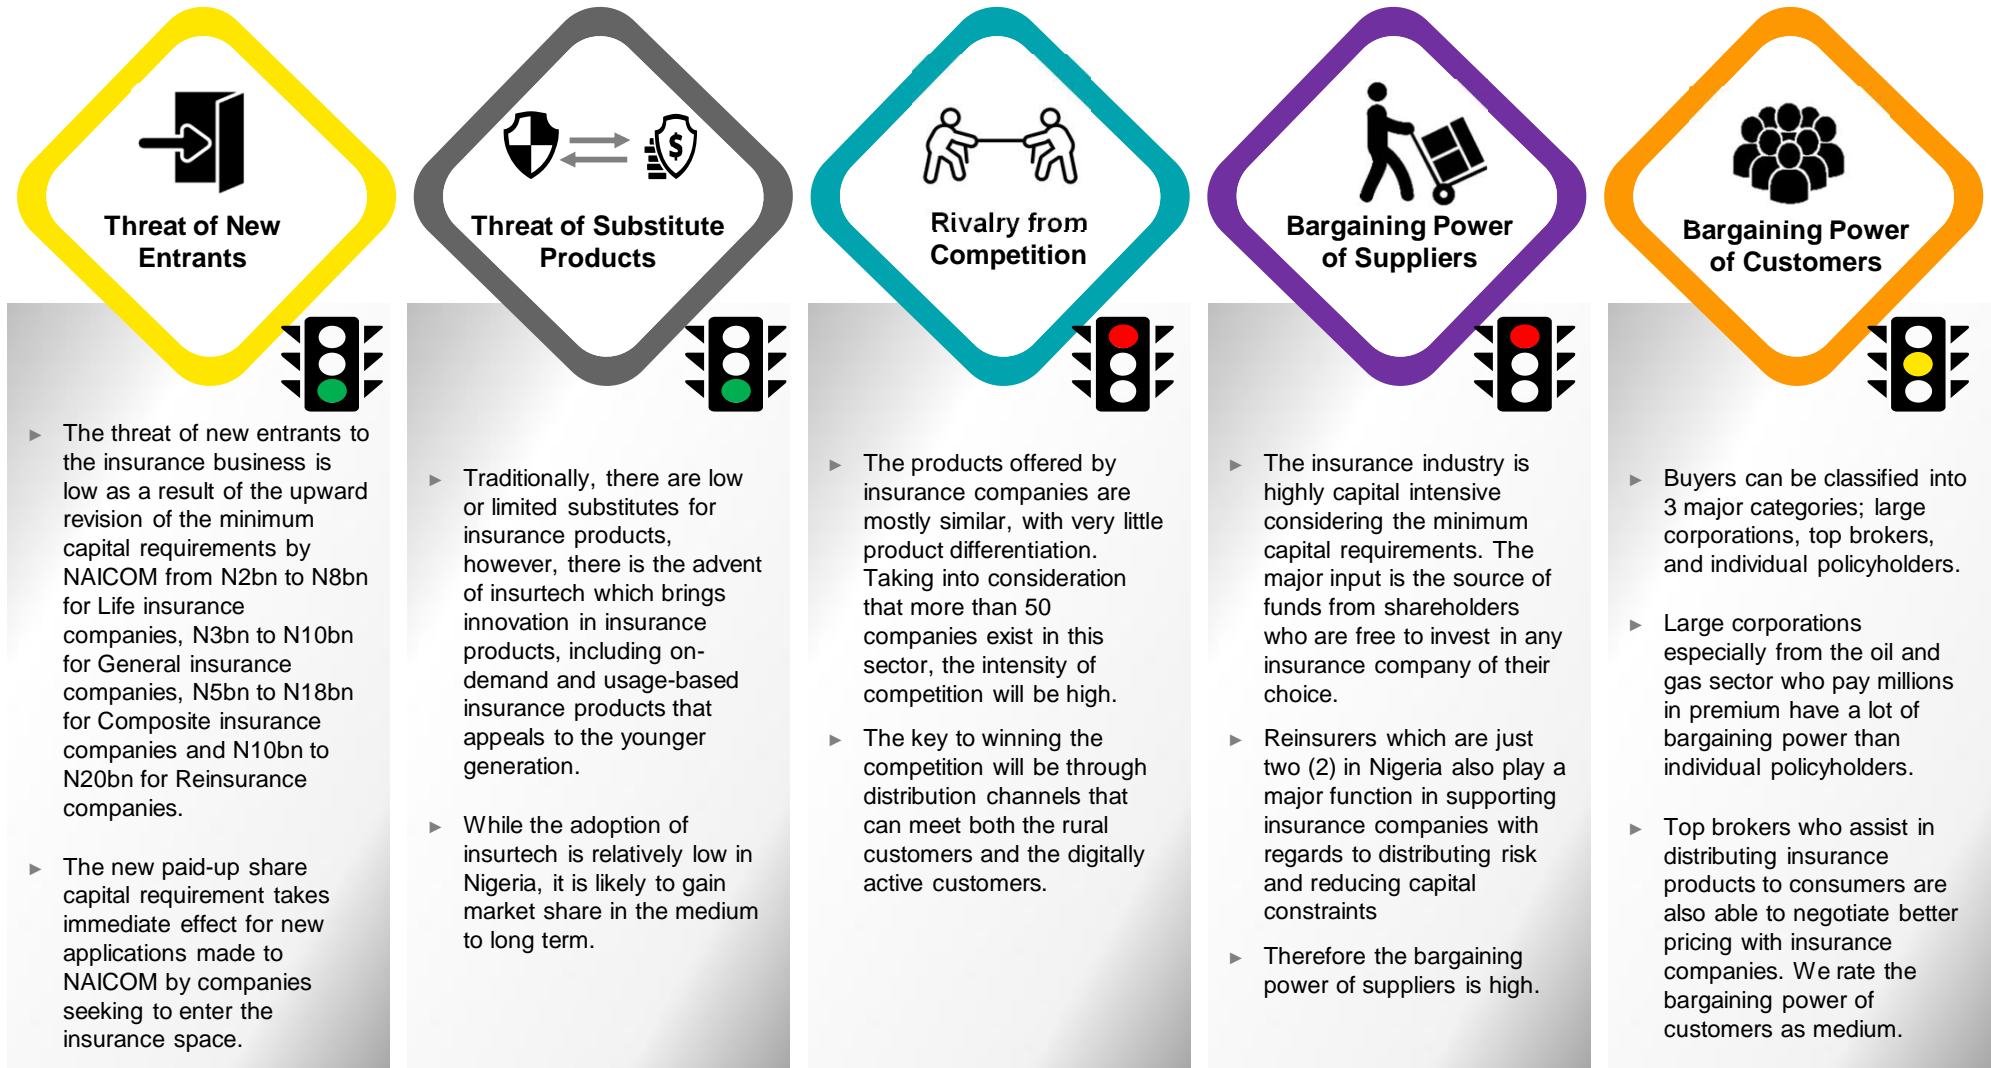 Threat of New
Entrants
► The threat of new entrants to
the insurance business is
low as a result of the upward
revision of the minimum
capital requirements by
NAICOM from N2bn to N8bn
for Life insurance
companies, N3bn to N10bn
for General insurance
companies, N5bn to N18bn
for Composite insurance
companies and N10bn to
N20bn for Reinsurance
companies.
► The new paid-up share
capital requirement takes
immediate effect for new
applications made to
NAICOM by companies
seeking to enter the
insurance space.
$
Threat of Substitute
Products
► Traditionally, there are low
or limited substitutes for
insurance products,
however, there is the advent
of insurtech which brings
innovation in insurance
products, including on-
demand and usage-based
insurance products that
appeals to the younger
generation.
► While the adoption of
insurtech is relatively low in
Nigeria, it is likely to gain
market share in the medium
to long term.
Rivalry from
Competition
► The products offered by
insurance companies are
mostly similar, with very little
product differentiation.
Taking into consideration
that more than 50
companies exist in this
sector, the intensity of
competition will be high.
► The key to winning the
competition will be through
distribution channels that
can meet both the rural
customers and the digitally
active customers.
Bargaining Power
of Suppliers
► The insurance industry is
highly capital intensive
considering the minimum
capital requirements. The
major input is the source of
funds from shareholders
who are free to invest in any
insurance company of their
choice.
► Reinsurers which are just
two (2) in Nigeria also play a
major function in supporting
insurance companies with
regards to distributing risk
and reducing capital
constraints
► Therefore the bargaining
power of suppliers is high.
Bargaining Power
of Customers
► Buyers can be classified into
3 major categories; large
corporations, top brokers,
and individual policyholders.
► Large corporations
especially from the oil and
gas sector who pay millions
in premium have a lot of
bargaining power than
individual policyholders.
► Top brokers who assist in
distributing insurance
products to consumers are
also able to negotiate better
pricing with insurance
companies. We rate the
bargaining power of
customers as medium.